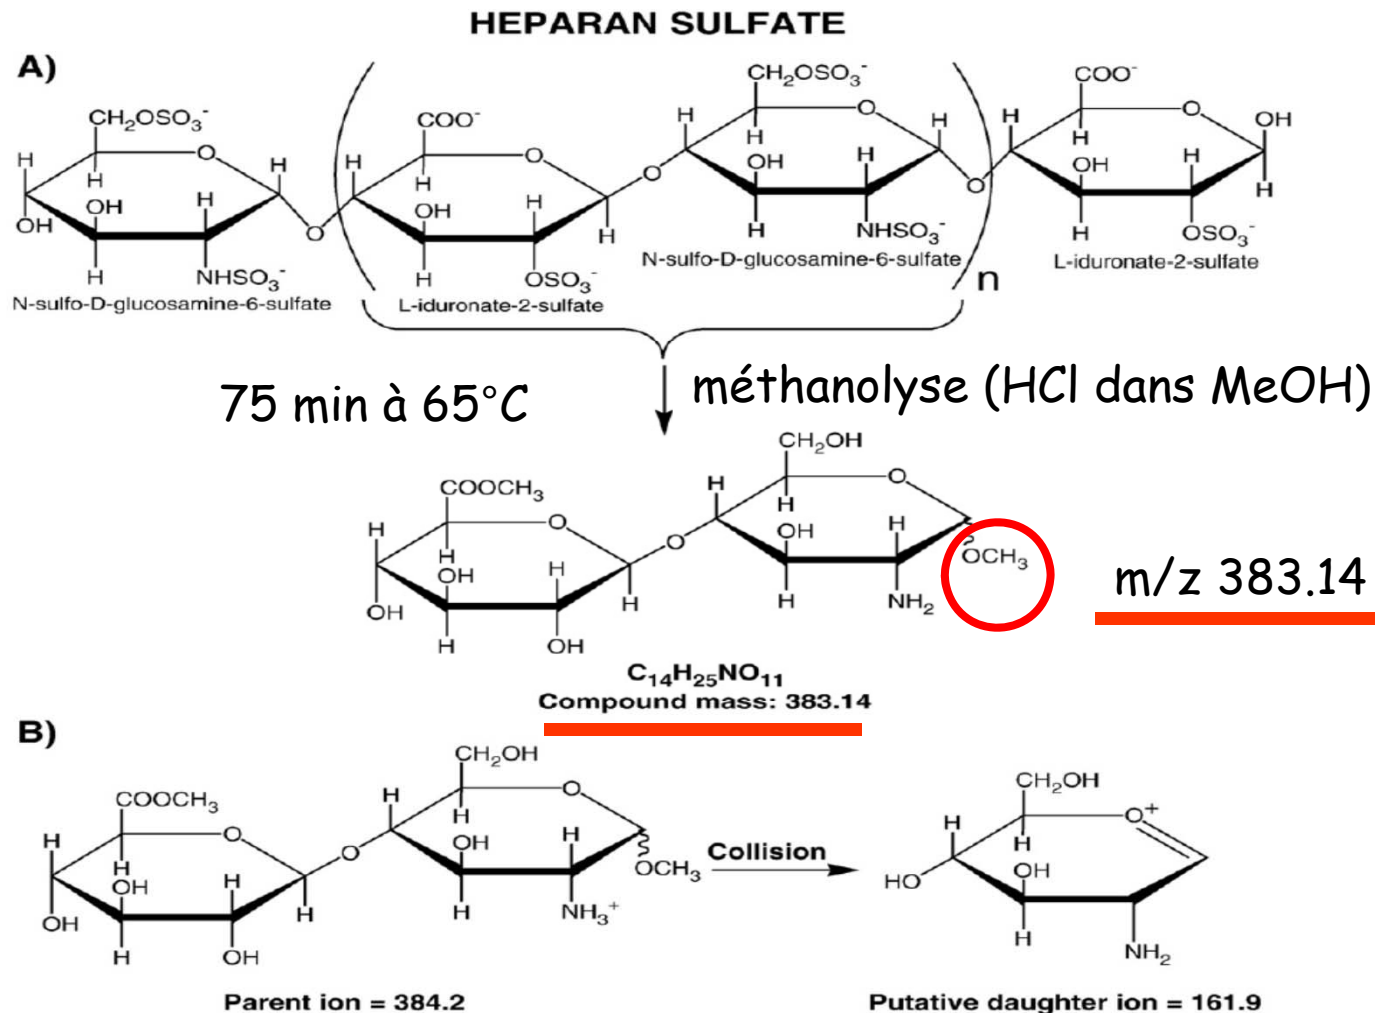 HEPARAN SULFATE
A)
CH₂OSO₃⁻
H
H
OH
OH
H
H
NHSO₃⁻
H
O
O
N-sulfo-D-glucosamine-6-sulfate
COO⁻
H
H
OH
H
H
OSO₃⁻
H
O
O
L-iduronate-2-sulfate
CH₂OSO₃⁻
H
H
OH
H
H
NHSO₃⁻
H
O
O
N-sulfo-D-glucosamine-6-sulfate
n
COO⁻
H
H
OH
H
H
OSO₃⁻
OH
H
O
L-iduronate-2-sulfate
75 min à 65°C
méthanolyse (HCl dans MeOH)
COOCH₃
H
H
OH
OH
H
H
OH
H
O
O
CH₂OH
H
H
OH
H
H
NH₂
O
OCH₃
m/z 383.14
C₁₄H₂₅NO₁₁
Compound mass: 383.14
B)
COOCH₃
H
H
OH
OH
H
H
OH
H
O
O
CH₂OH
H
H
OH
H
H
NH₃⁺
O
OCH₃
Collision
CH₂OH
H
H
HO
OH
H
NH₂
O⁺
Parent ion = 384.2
Putative daughter ion = 161.9